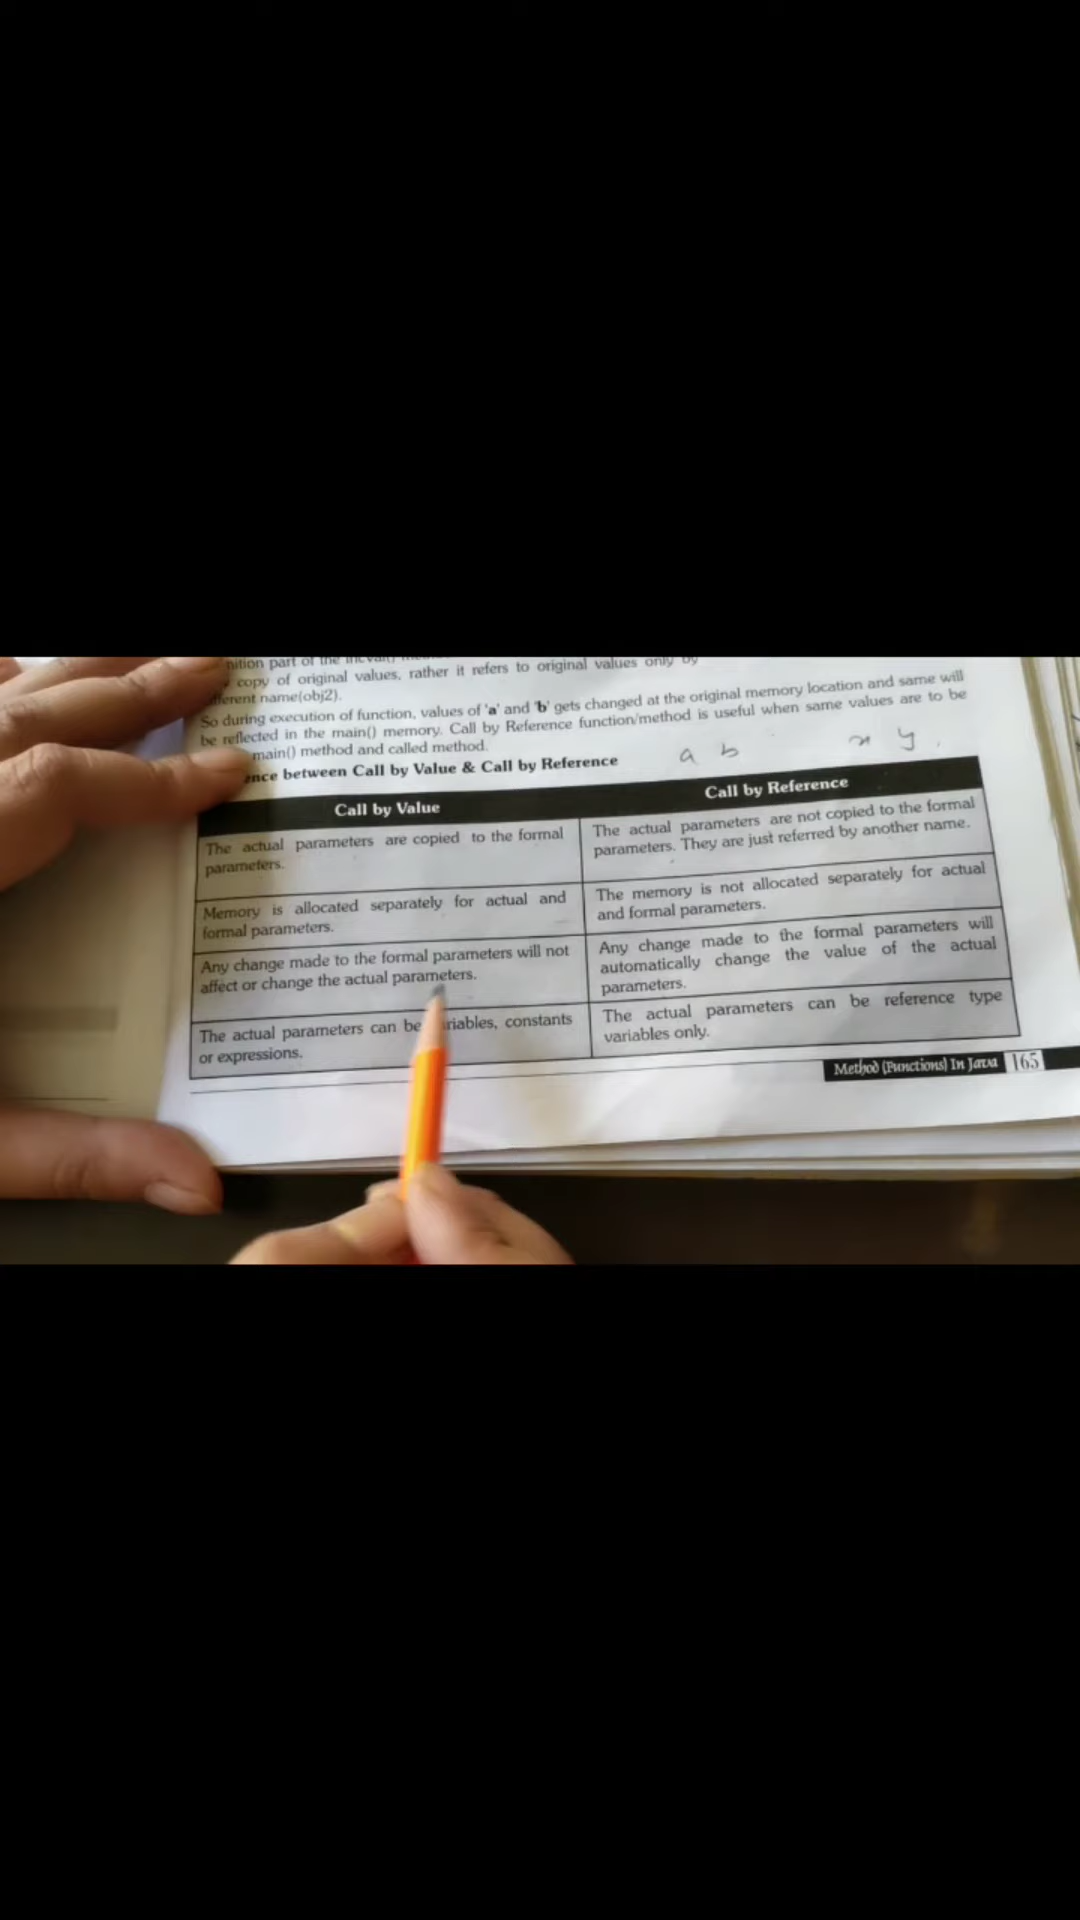 nition part of the
copy of original values, rather it refers to original values only by
fferent name(obj2).
So during execution of function, values of 'a' and 'b' gets changed at the original memory location and same will
be reflected in the main() memory. Call by Reference function/method is useful when same values are to be
main() method and called method.
ence between Call by Value & Call by Reference
a b x y
Call by Value
Call by Reference
The actual parameters are copied to the formal
parameters.
The actual parameters are not copied to the formal
parameters. They are just referred by another name.
Memory is allocated separately for actual and
formal parameters.
The memory is not allocated separately for actual
and formal parameters.
Any change made to the formal parameters will not
affect or change the actual parameters.
Any change made to the formal parameters will
automatically change the value of the actual
parameters.
The actual parameters can be riables, constants
or expressions.
The actual parameters can be reference type
variables only.
Method (Functions) In Java 165